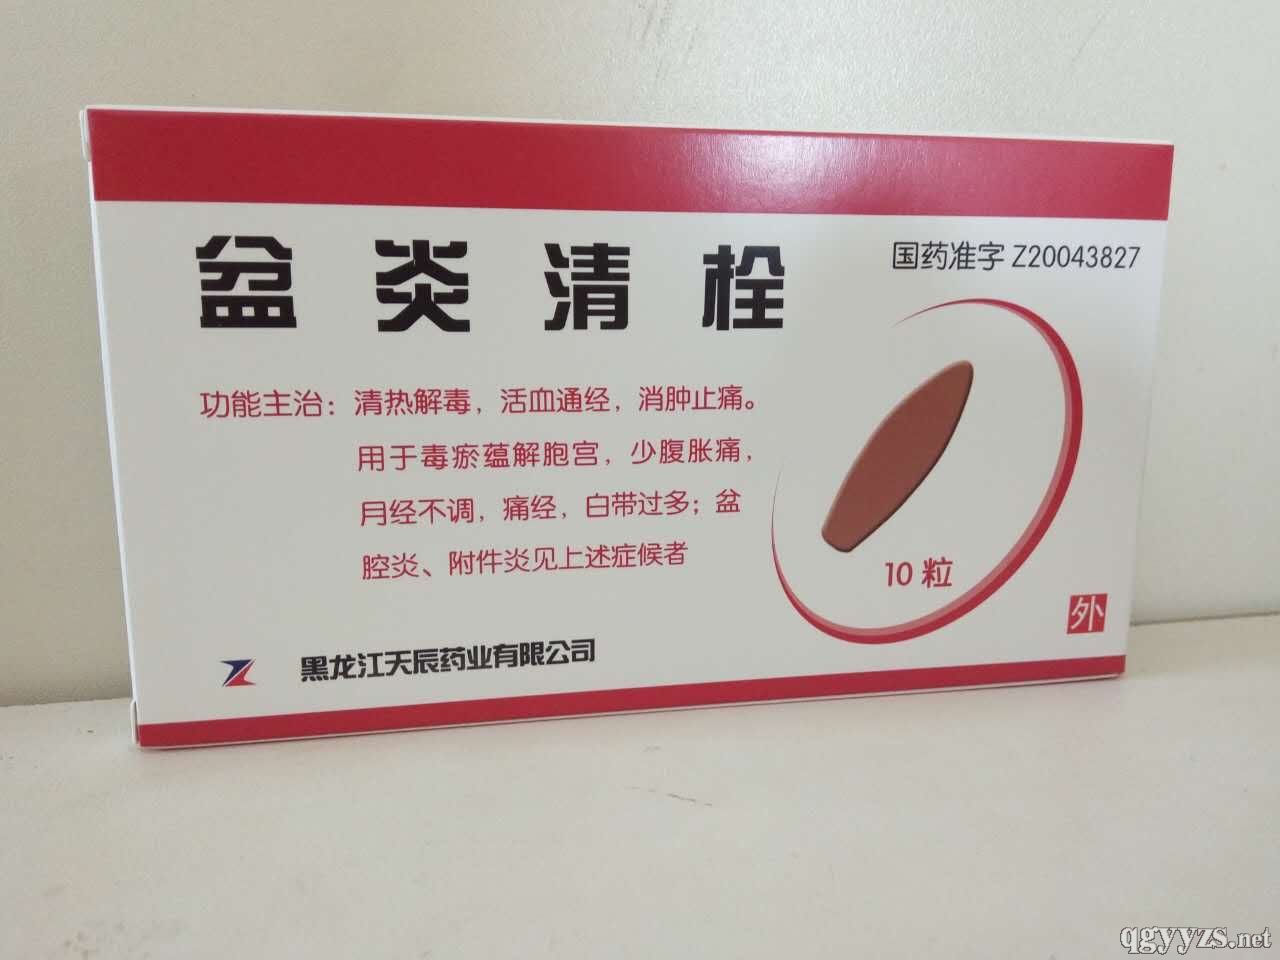 盆炎清栓
国药准字 Z20043827
功能主治：清热解毒，活血通经，消肿止痛。
用于毒瘀蕴解胞宫，少腹胀痛，
月经不调，痛经，白带过多；盆
腔炎、附件炎见上述症候者
10 粒
外
黑龙江天辰药业有限公司
qgyyzs.net